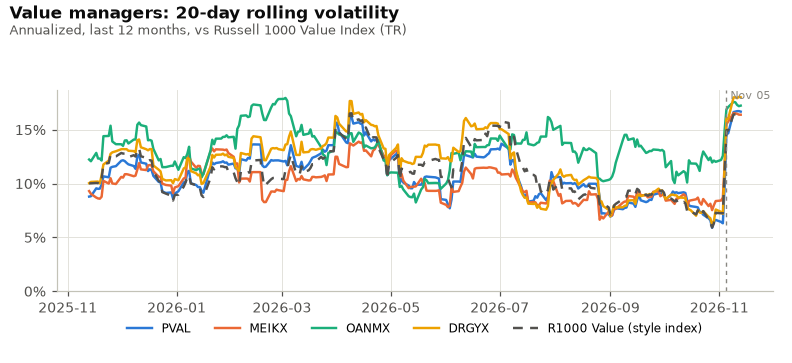 Value managers: 20-day rolling volatility
Annualized, last 12 months, vs Russell 1000 Value Index (TR)
Nov 05
15%
10%
5%
0%
2025-11 2026-01 2026-03 2026-05 2026-07 2026-09 2026-11
PVAL MEIKX OANMX DRGYX R1000 Value (style index)